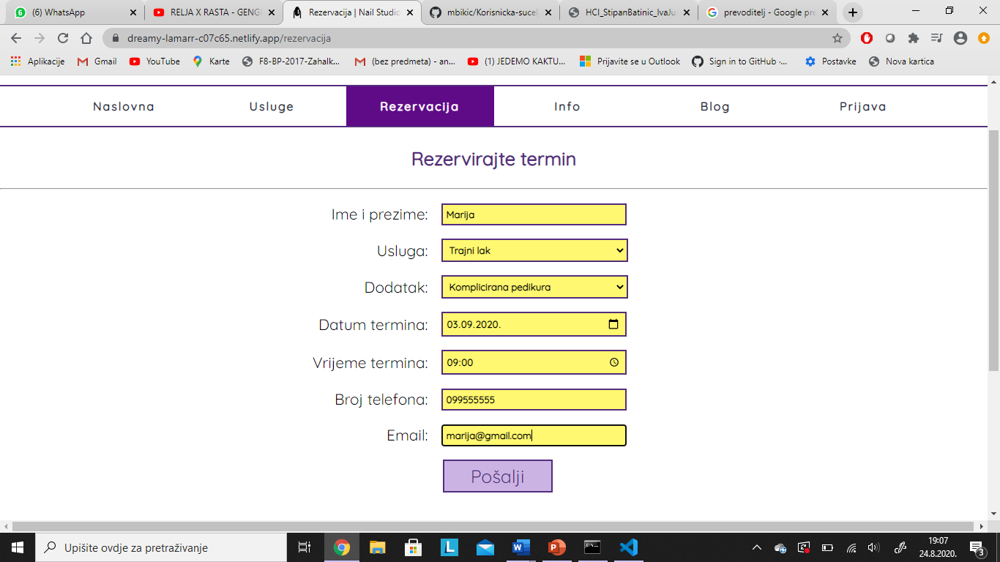 (6) WhatsApp
RELJA X RASTA - GENG
Rezervacija | Nail Studio
mbikic/Korisnicka-sucel
HCI_StipanBatinic_IvaJu
prevoditelj - Google pre
dreamy-lamarr-c07c65.netlify.app/rezervacija
Aplikacije
Gmail
YouTube
Karte
F8-BP-2017-Zahalk...
(bez predmeta) - an...
(1) JEDEMO KAKTU...
Prijavite se u Outlook
Sign in to GitHub ·...
Postavke
Nova kartica
Naslovna
Usluge
Rezervacija
Info
Blog
Prijava
Rezervirajte termin
Ime i prezime: Marija
Usluga: Trajni lak
Dodatak: Komplicirana pedikura
Datum termina: 03.09.2020.
Vrijeme termina: 09:00
Broj telefona: 099555555
Email: marija@gmail.com
Pošalji
Upišite ovdje za pretraživanje
19:07
24.8.2020.
3